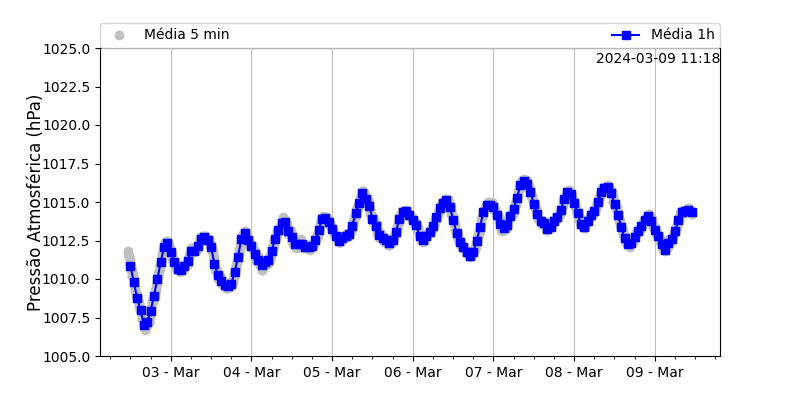 Média 5 min
Média 1h
2024-03-09 11:18
Pressão Atmosférica (hPa)
1025.0
1022.5
1020.0
1017.5
1015.0
1012.5
1010.0
1007.5
1005.0
03 - Mar
04 - Mar
05 - Mar
06 - Mar
07 - Mar
08 - Mar
09 - Mar